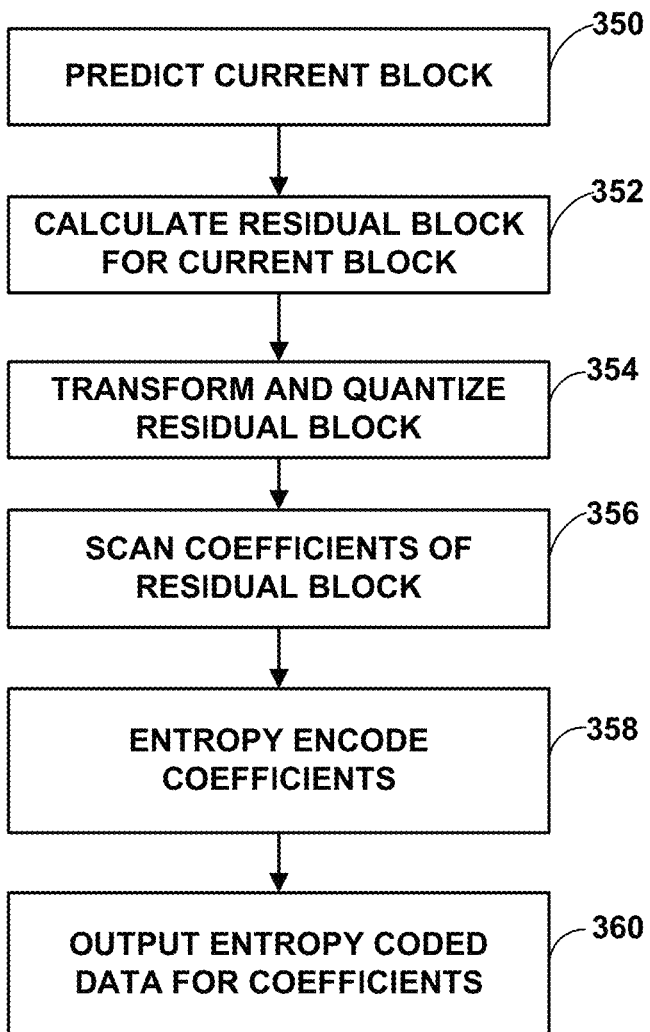 350
PREDICT CURRENT BLOCK
352
CALCULATE RESIDUAL BLOCK
FOR CURRENT BLOCK
354
TRANSFORM AND QUANTIZE
RESIDUAL BLOCK
356
SCAN COEFFICIENTS OF
RESIDUAL BLOCK
358
ENTROPY ENCODE
COEFFICIENTS
360
OUTPUT ENTROPY CODED
DATA FOR COEFFICIENTS